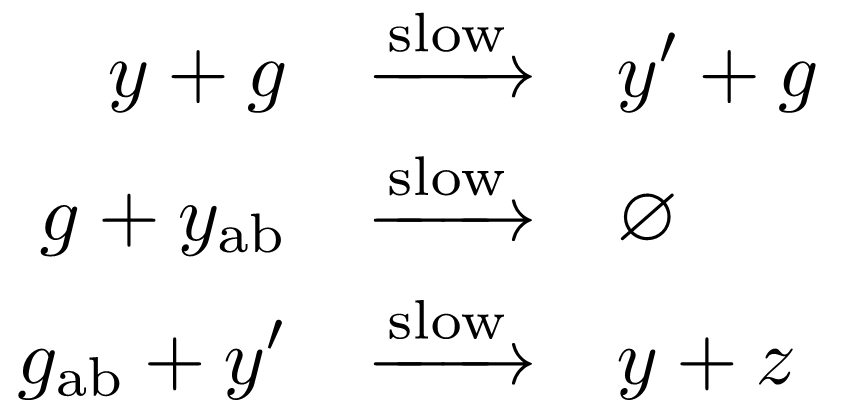 y + g slow⟶ y′ + g
g + y_ab slow⟶ ∅
g_ab + y′ slow⟶ y + z